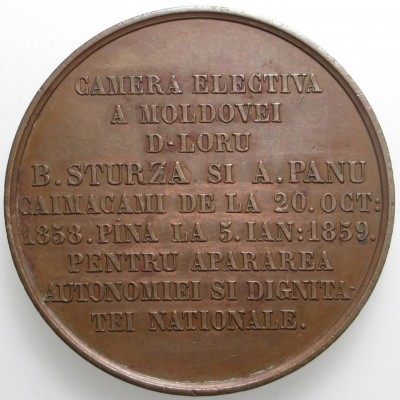 CAMERA ELECTIVA
A MOLDOVEI
D-LORU
B. STURZA SI A. PANU
CAIMACAMI DE LA 20. OCT:
1858. PINA LA 5. IAN: 1859.
PENTRU APARAREA
AUTONOMIEI SI DIGNITA-
TEI NATIONALE.